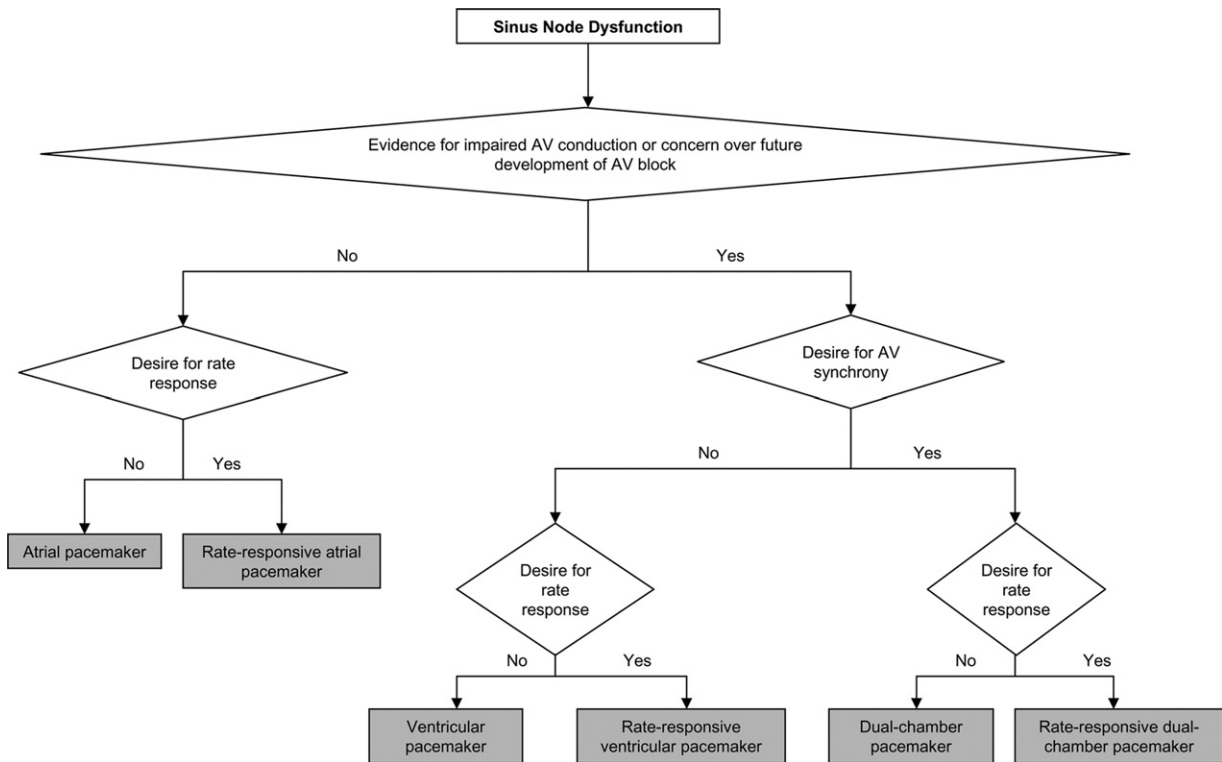 Sinus Node Dysfunction
Evidence for impaired AV conduction or concern over future
development of AV block
No
Yes
Desire for rate
response
Desire for AV
synchrony
No
Yes
No
Yes
Atrial pacemaker
Rate-responsive atrial
pacemaker
Desire for
rate
response
Desire for
rate
response
No
Yes
No
Yes
Ventricular
pacemaker
Rate-responsive
ventricular pacemaker
Dual-chamber
pacemaker
Rate-responsive dual-
chamber pacemaker